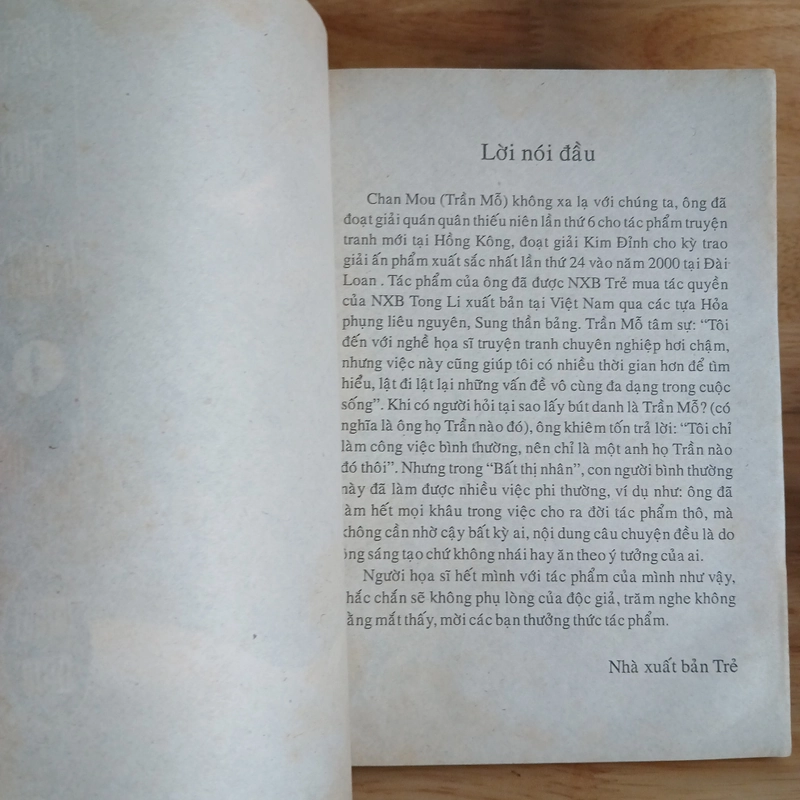 Lời nói đầu
Chan Mou (Trần Mỗ) không xa lạ với chúng ta, ông đã
đoạt giải quán quân thiếu niên lần thứ 6 cho tác phẩm truyện
tranh mới tại Hồng Kông, đoạt giải Kim Đỉnh cho kỳ trao
giải ấn phẩm xuất sắc nhất lần thứ 24 vào năm 2000 tại Đài
Loan . Tác phẩm của ông đã được NXB Trẻ mua tác quyền
của NXB Tong Li xuất bản tại Việt Nam qua các tựa Hỏa
phụng liêu nguyên, Sung thần bảng. Trần Mỗ tâm sự: “Tôi
đến với nghề họa sĩ truyện tranh chuyên nghiệp hơi chậm,
nhưng việc này cũng giúp tôi có nhiều thời gian hơn để tìm
hiểu, lật đi lật lại những vấn đề vô cùng đa dạng trong cuộc
sống”. Khi có người hỏi tại sao lấy bút danh là Trần Mỗ? (có
nghĩa là ông họ Trần nào đó), ông khiêm tốn trả lời: “Tôi chỉ
làm công việc bình thường, nên chỉ là một anh họ Trần nào
đó thôi”. Nhưng trong “Bất thị nhân”, con người bình thường
này đã làm được nhiều việc phi thường, ví dụ như: ông đã
àm hết mọi khâu trong việc cho ra đời tác phẩm thô, mà
không cần nhờ cậy bất kỳ ai, nội dung câu chuyện đều là do
ông sáng tạo chứ không nhái hay ăn theo ý tưởng của ai.
Người họa sĩ hết mình với tác phẩm của mình như vậy,
hắc chắn sẽ không phụ lòng của độc giả, trăm nghe không
ằng mắt thấy, mời các bạn thưởng thức tác phẩm.
Nhà xuất bản Trẻ